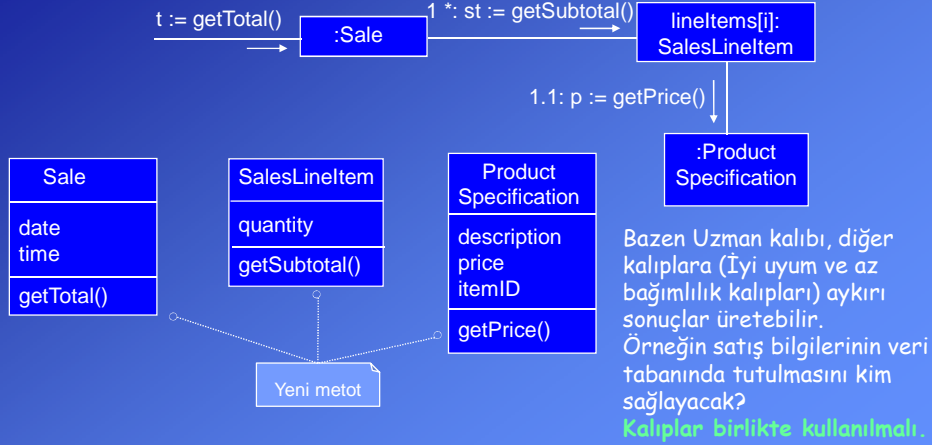 t := getTotal()
:Sale
1 *: st := getSubtotal()
lineItems[i]:
SalesLineItem
1.1: p := getPrice()
:Product
Specification
Sale
date
time
getTotal()
SalesLineItem
quantity
getSubtotal()
Product
Specification
description
price
itemID
getPrice()
Yeni metot
Bazen Uzman kalıbı, diğer
kalıplara (İyi uyum ve az
bağımlılık kalıpları) aykırı
sonuçlar üretebilir.
Örneğin satış bilgilerinin veri
tabanında tutulmasını kim
sağlayacak?
Kalıplar birlikte kullanılmalı.